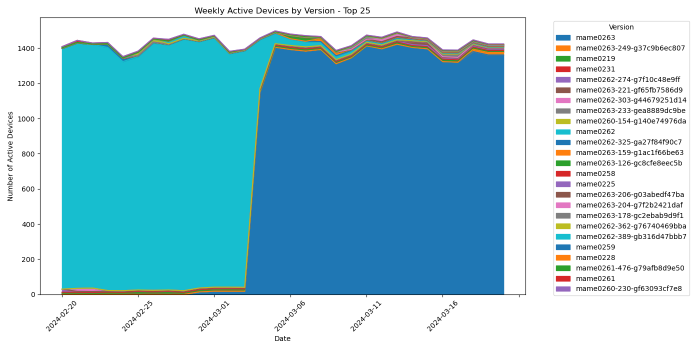 Weekly Active Devices by Version - Top 25
Number of Active Devices
1400
1200
1000
800
600
400
200
0
2024-02-20
2024-02-25
2024-03-01
2024-03-06
2024-03-11
2024-03-16
Date
Version
mame0263
mame0263-249-g37c9b6ec807
mame0219
mame0231
mame0262-274-g7f10c48e9ff
mame0263-221-gf65fb7586d9
mame0262-303-g44679251d14
mame0263-233-gea8889dc9be
mame0260-154-g140e74976da
mame0262
mame0262-325-ga27f84f90c7
mame0263-159-g1ac1f66be63
mame0263-126-gc8cfe8eec5b
mame0258
mame0225
mame0263-206-g03abedf47ba
mame0263-204-g7f2b2421daf
mame0263-178-gc2ebab9d9f1
mame0262-362-g76740469bba
mame0262-389-gb316d47bbb7
mame0259
mame0228
mame0261-476-g79afb8d9e50
mame0261
mame0260-230-gf63093cf7e8